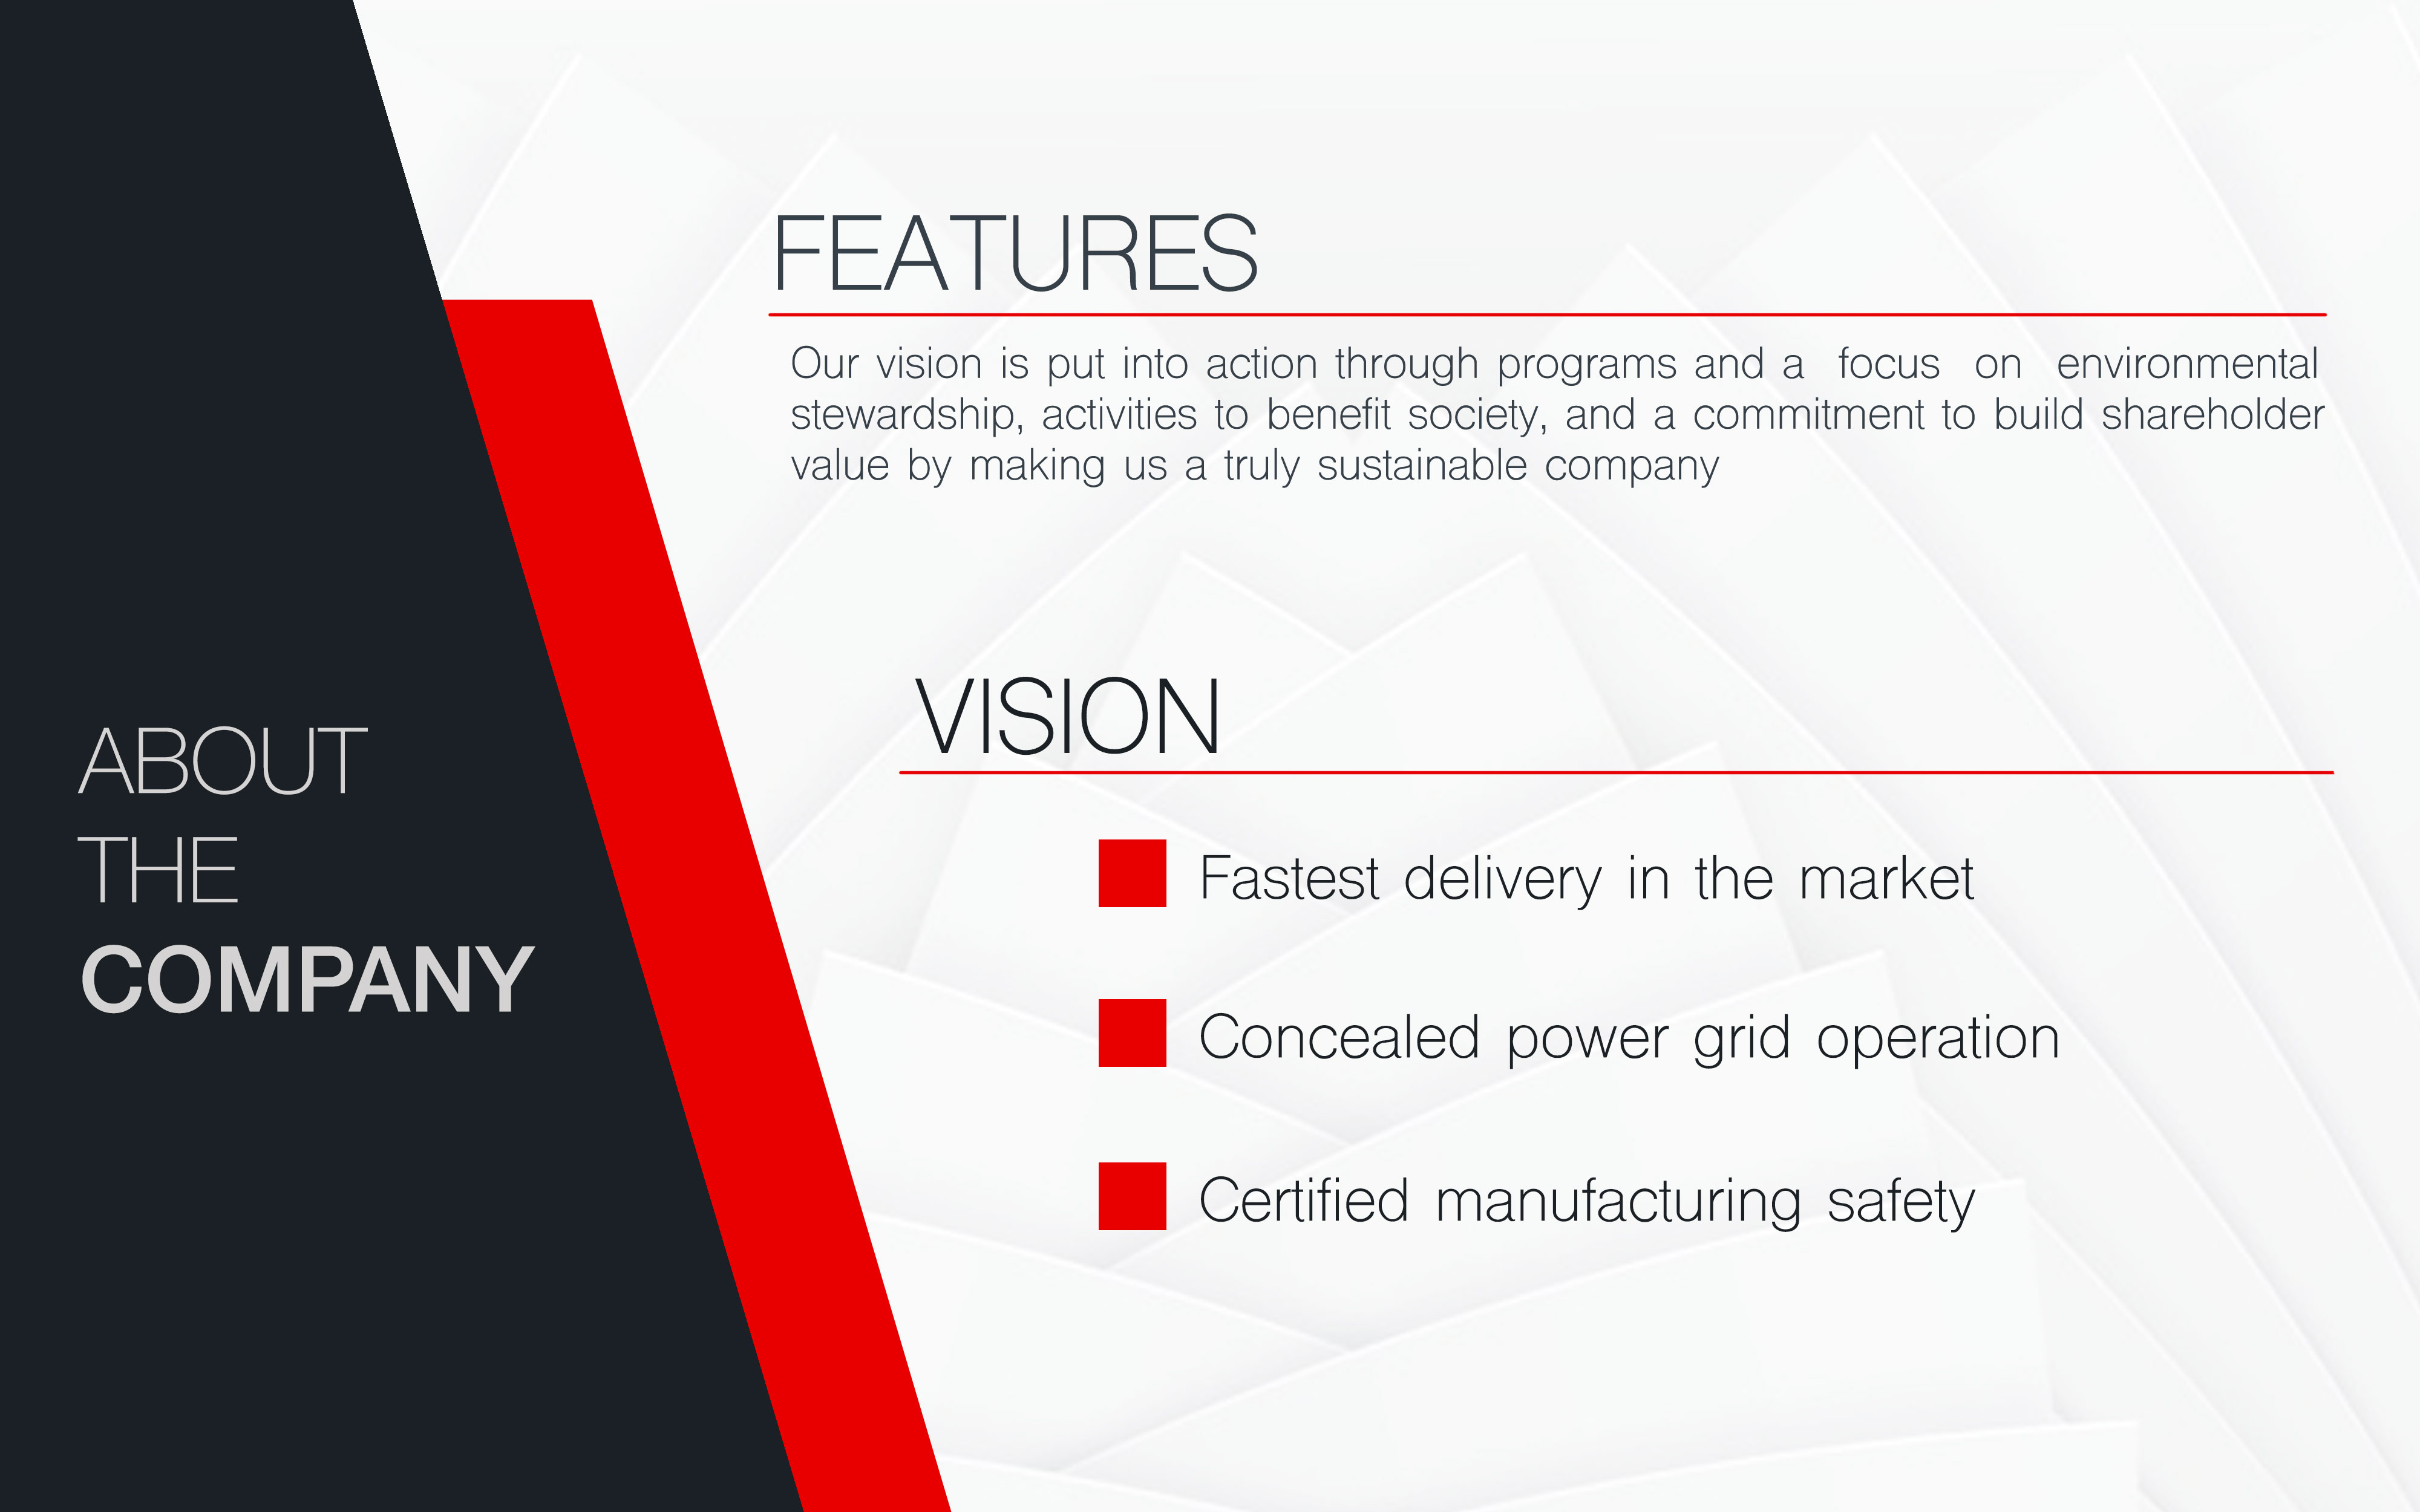 ABOUT
THE
COMPANY
FEATURES
Our vision is put into action through programs and a focus on environmental
stewardship, activities to benefit society, and a commitment to build shareholder
value by making us a truly sustainable company
VISION
Fastest delivery in the market
Concealed power grid operation
Certified manufacturing safety